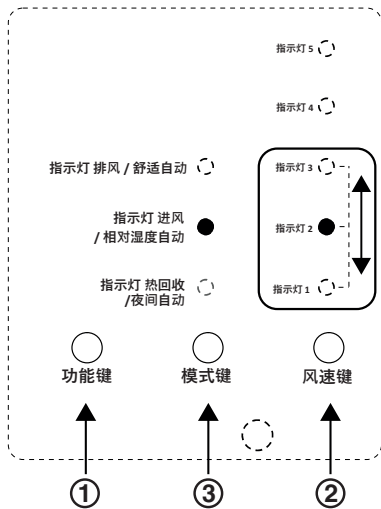 指示灯 5
指示灯 4
指示灯 排风 / 舒适自动
指示灯 3
指示灯 进风
/ 相对湿度自动
指示灯 2
指示灯 热回收
/夜间自动
指示灯 1
功能键
模式键
风速键
①
③
②